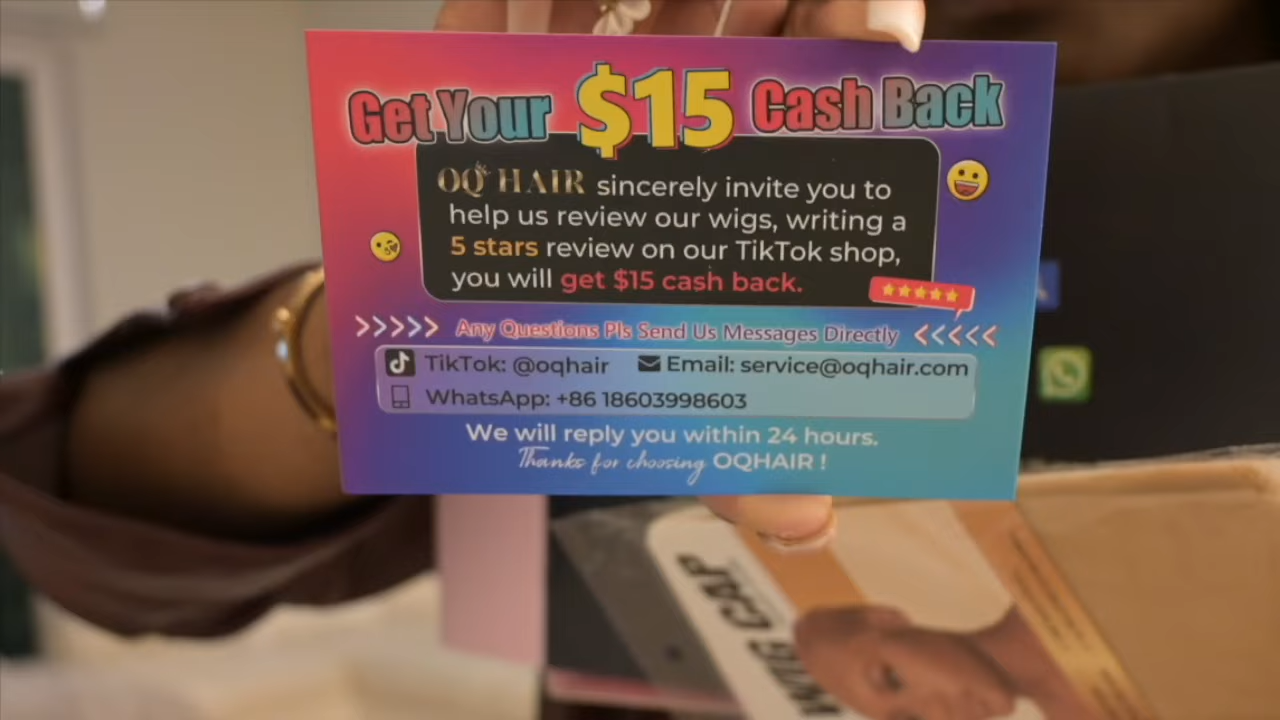 Get Your $15 Cash Back
OQ HAIR sincerely invite you to
help us review our wigs, writing a
5 stars review on our TikTok shop,
you will get $15 cash back.
>>>>> Any Questions Pls Send Us Messages Directly <<<<<
TikTok: @oqhair Email: service@oqhair.com
WhatsApp: +86 18603998603
We will reply you within 24 hours.
Thanks for choosing OQHAIR !
WIG CAP